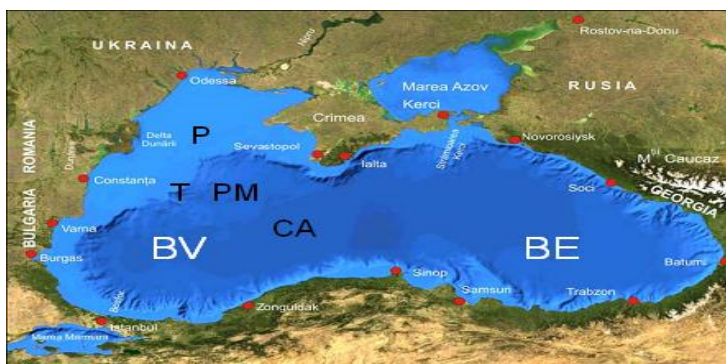 UKRAINA
Nipru
Rostov-na-Donu
Odessa
Marea Azov
Kerci
RUSIA
P
Crimea
ROMANIA
Delta
Dunării
Sevastopol
Ialta
Strâmtoarea
Kerci
Novorosiysk
Mții Caucaz
Dunărea
Constanța
T
PM
Soci
GEORGIA
BULGARIA
Varna
CA
BV
BE
Burgas
Batumi
Sinop
Samsun
Trabzon
Bosfor
Zonguldak
Istanbul
Marea Marmara